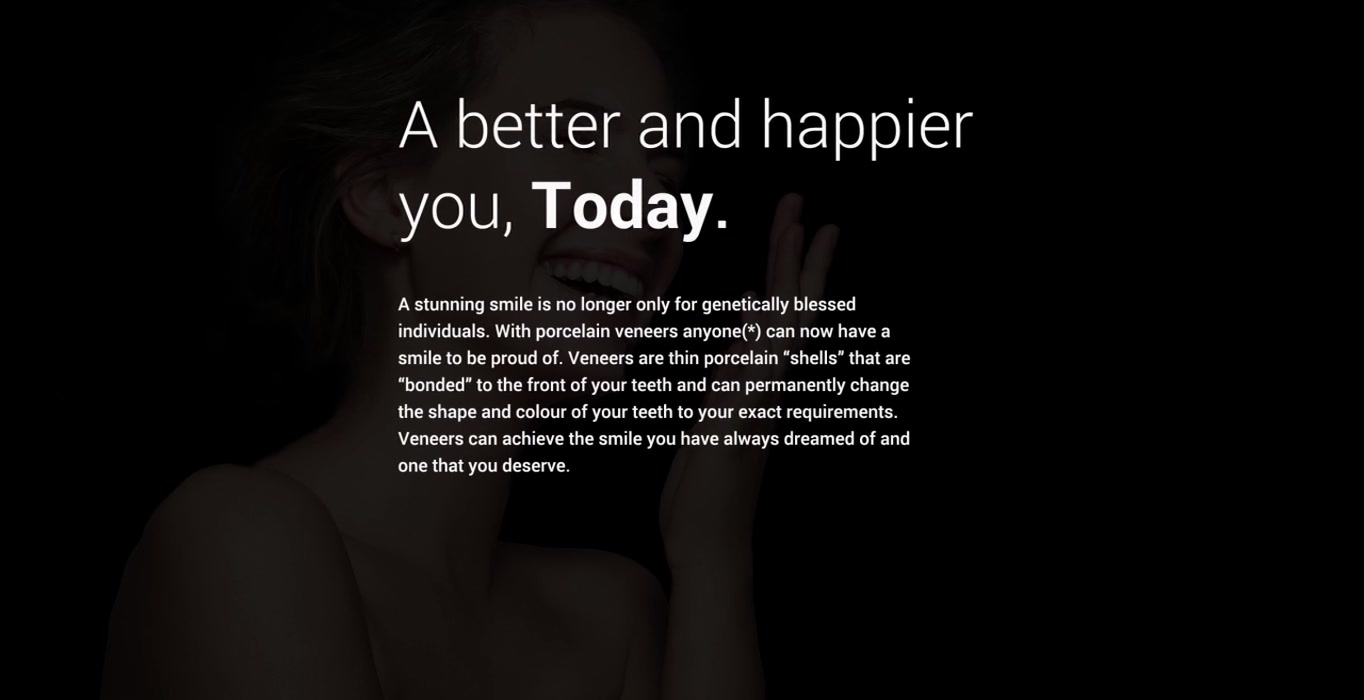 A better and happier
you, Today.
A stunning smile is no longer only for genetically blessed
individuals. With porcelain veneers anyone(*) can now have a
smile to be proud of. Veneers are thin porcelain “shells” that are
“bonded” to the front of your teeth and can permanently change
the shape and colour of your teeth to your exact requirements.
Veneers can achieve the smile you have always dreamed of and
one that you deserve.